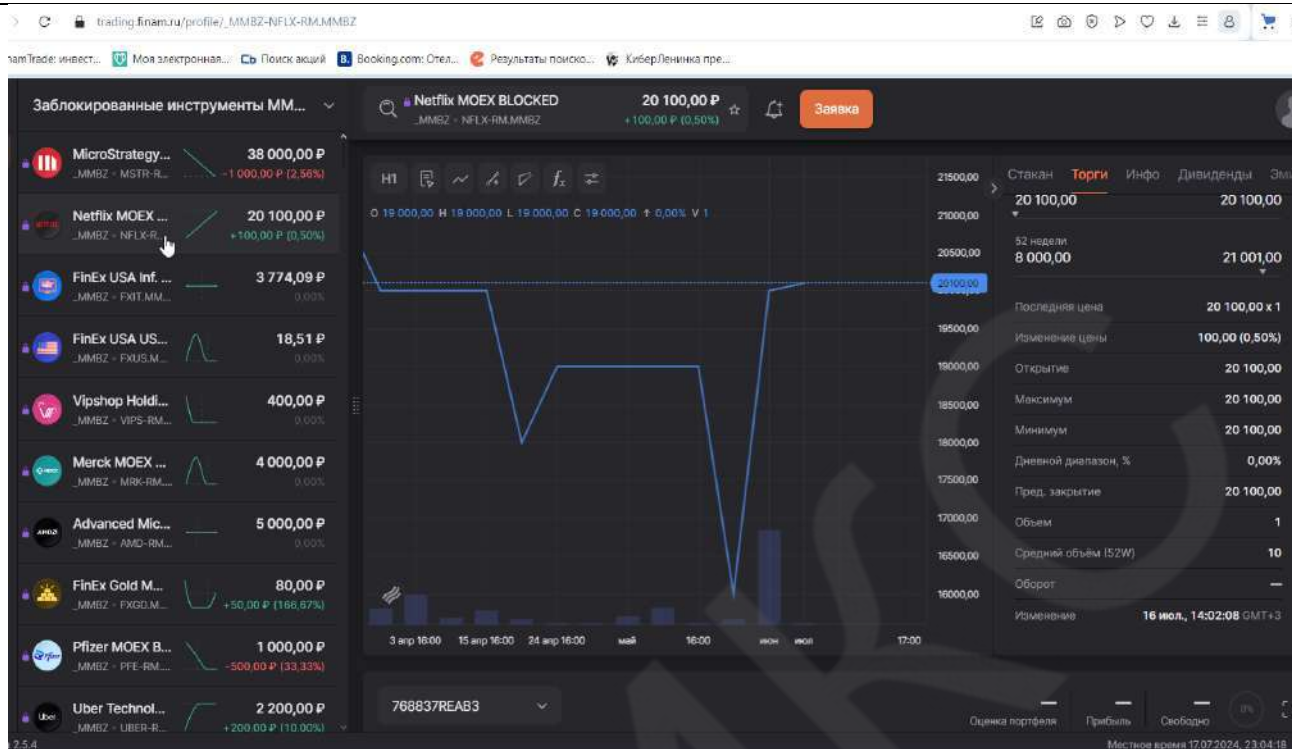 trading.finam.ru/profile/_MMBZ-NFLX-RM.MMBZ
namTrade: инвест... Моя электронная... Сь Поиск акций B. Booking.com: Отел... Результаты поиско... КиберЛенинка пре...
Заблокированные инструменты ММ...
Netflix MOEX BLOCKED 20 100,00 ₽
_MMBZ • NFLX-RM.MMBZ +100,00 ₽ (0,50%)
Заявка
MicroStrategy... 38 000,00 ₽
_MMBZ • MSTR-R... -1 000,00 ₽ (2,56%)
Netflix MOEX ... 20 100,00 ₽
_MMBZ • NFLX-R... +100,00 ₽ (0,50%)
FinEx USA Inf. ... 3 774,09 ₽
_MMBZ • FXIT.MM... 0,00%
FinEx USA US... 18,51 ₽
_MMBZ • FXUS.M... 0,00%
Vipshop Holdi... 400,00 ₽
_MMBZ • VIPS-RM... 0,00%
Merck MOEX ... 4 000,00 ₽
_MMBZ • MRK-RM.... 0,00%
Advanced Mic... 5 000,00 ₽
_MMBZ • AMD-RM... 0,00%
FinEx Gold M... 80,00 ₽
_MMBZ • FXGD.M... +50,00 ₽ (166,67%)
Pfizer MOEX B... 1 000,00 ₽
_MMBZ • PFE-RM.... -500,00 ₽ (33,33%)
Uber Technol... 2 200,00 ₽
_MMBZ • UBER-R... +200,00 ₽ (10,00%)
2.5.4
H1
O 19 000,00 H 19 000,00 L 19 000,00 C 19 000,00 ↑ 0,00% V 1
21500,00
21000,00
20500,00
20100,00
19500,00
19000,00
18500,00
18000,00
17500,00
17000,00
16500,00
16000,00
3 апр 16:00 15 апр 16:00 24 апр 16:00 май 16:00 июн июл 17:00
Стакан Торги Инфо Дивиденды Эми
20 100,00 20 100,00
52 недели
8 000,00 21 001,00
Последняя цена 20 100,00 x 1
Изменение цены 100,00 (0,50%)
Открытие 20 100,00
Максимум 20 100,00
Минимум 20 100,00
Дневной диапазон, % 0,00%
Пред. закрытие 20 100,00
Объем 1
Средний объём (52W) 10
Оборот —
Изменение 16 июл., 14:02:08 GMT+3
768837REAB3
— — — 0%
Оценка портфеля Прибыль Свободно
Местное время 17.07.2024, 23:04:18